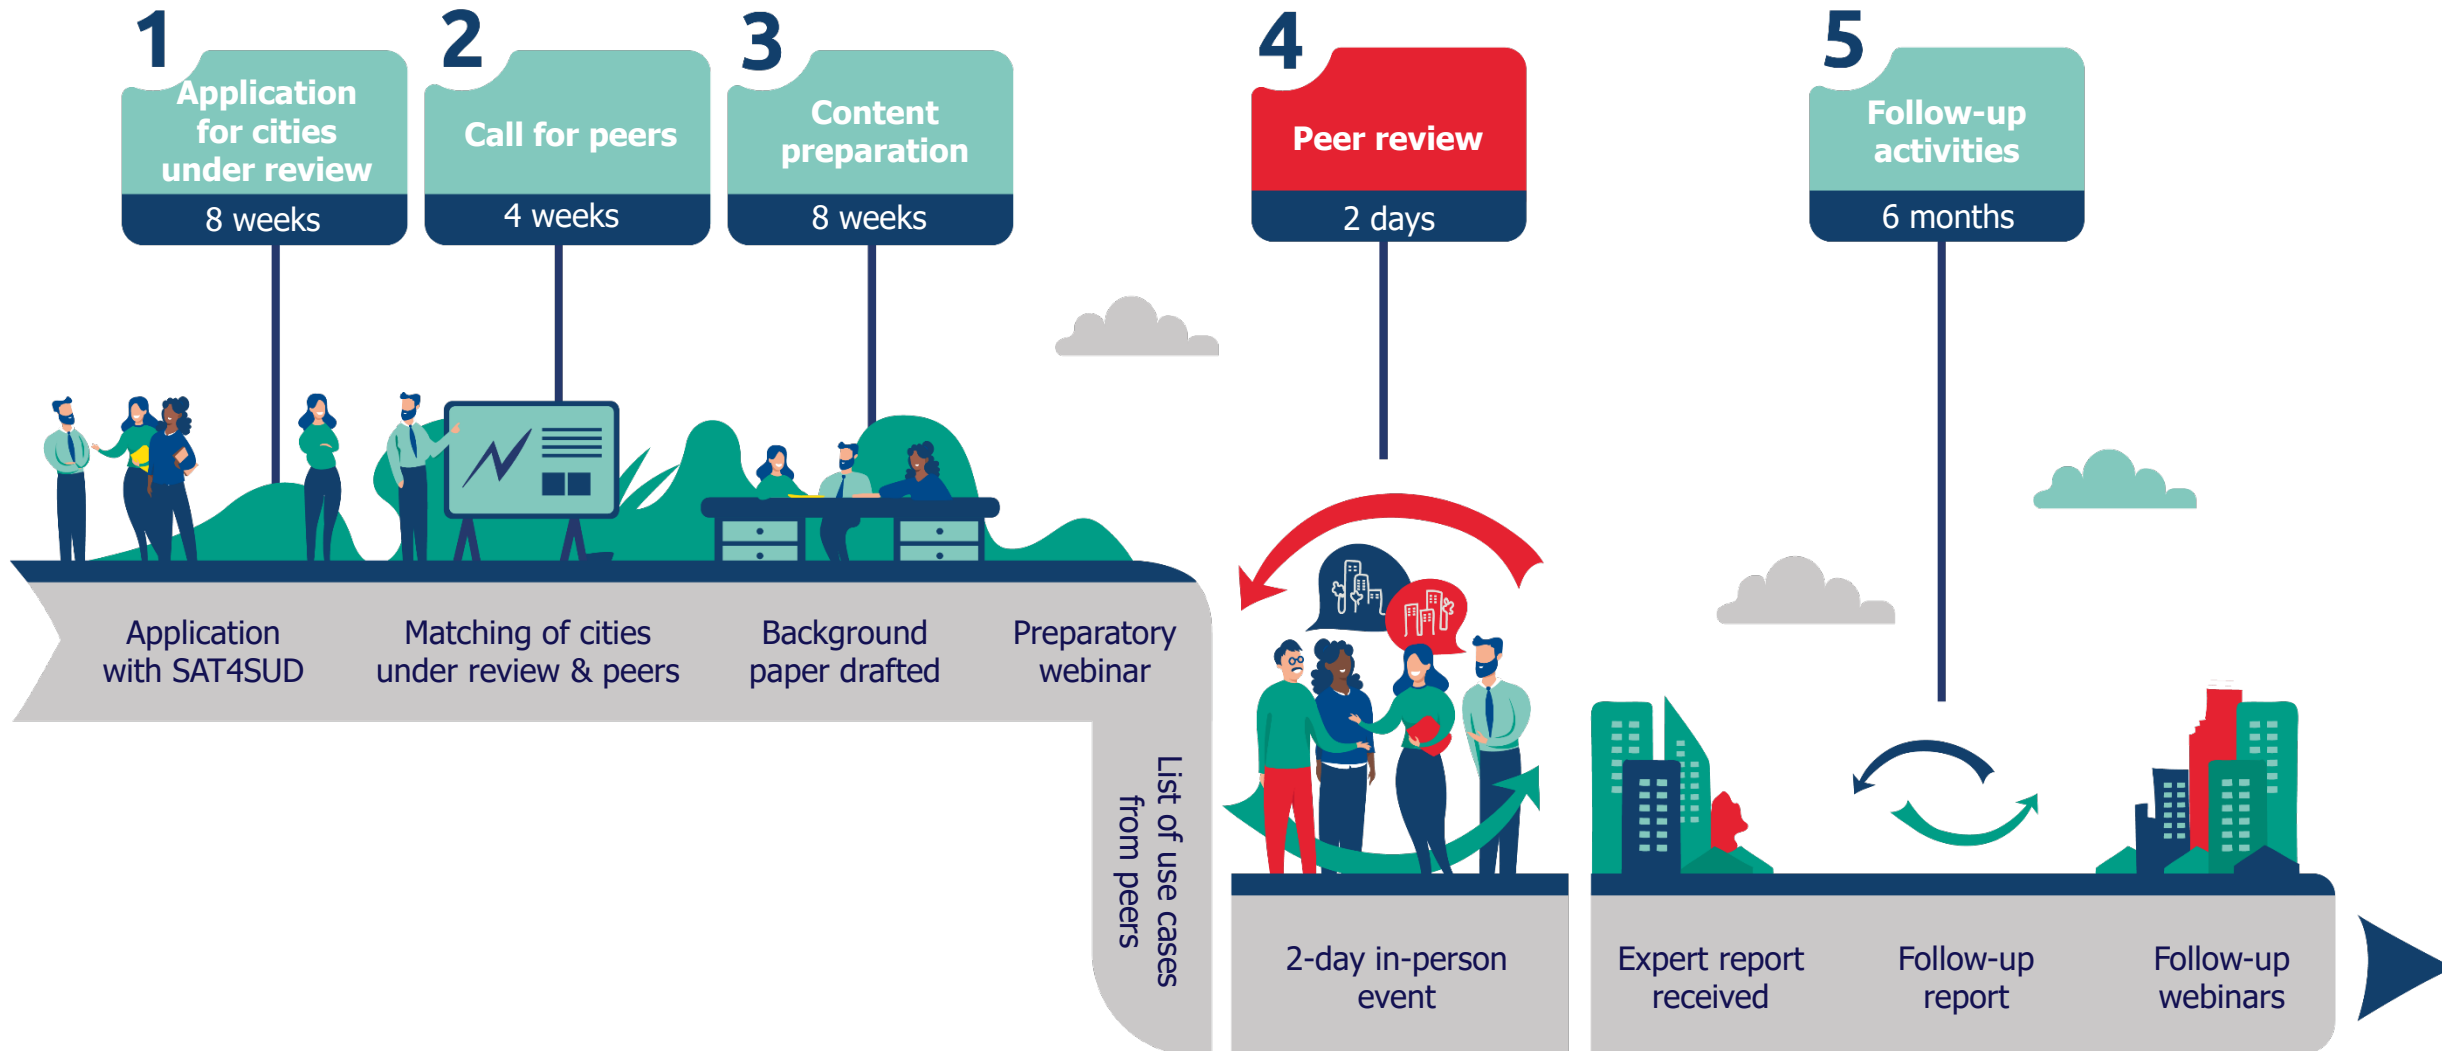 1
Application
for cities
under review
8 weeks
2
Call for peers
4 weeks
3
Content
preparation
8 weeks
4
Peer review
2 days
5
Follow-up
activities
6 months
Application
with SAT4SUD
Matching of cities
under review & peers
Background
paper drafted
Preparatory
webinar
List of use cases
from peers
2-day in-person
event
Expert report
received
Follow-up
report
Follow-up
webinars